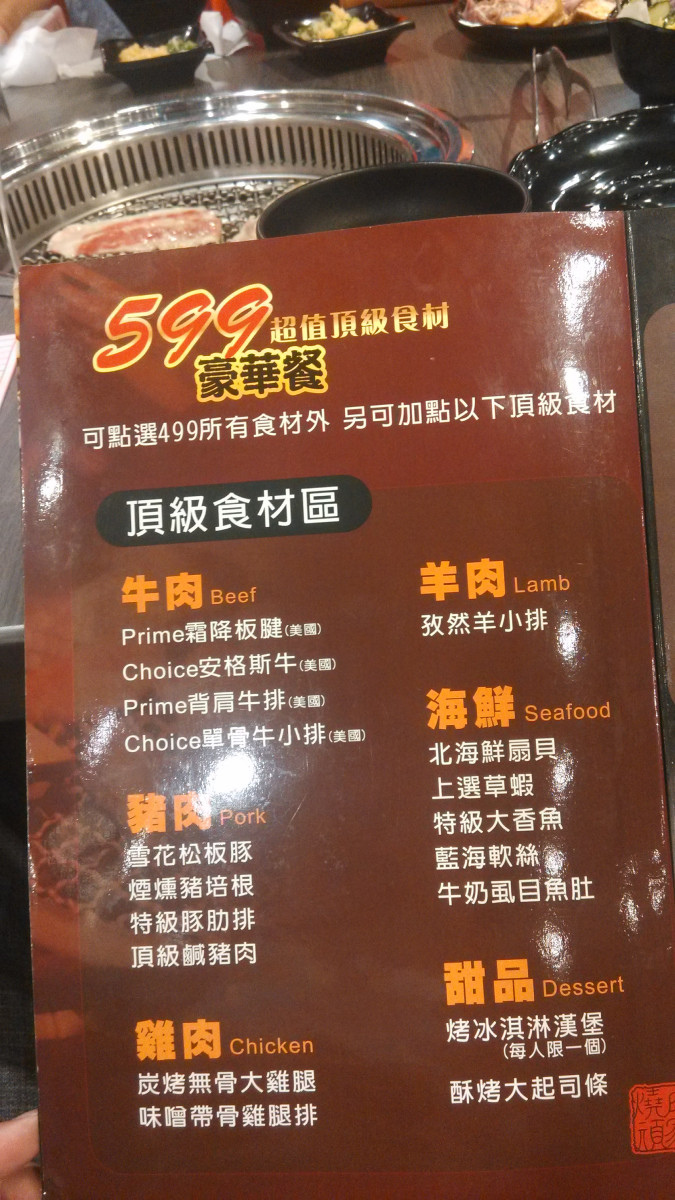 599超值頂級食材
豪華餐
可點選499所有食材外 另可加點以下頂級食材
頂級食材區
牛肉 Beef
Prime霜降板腱(美國)
Choice安格斯牛(美國)
Prime背肩牛排(美國)
Choice單骨牛小排(美國)
豬肉 Pork
雪花松板豚
煙燻豬培根
特級豚肋排
頂級鹹豬肉
雞肉 Chicken
炭烤無骨大雞腿
味噌帶骨雞腿排
羊肉 Lamb
孜然羊小排
海鮮 Seafood
北海鮮扇貝
上選草蝦
特級大香魚
藍海軟絲
牛奶虱目魚肚
甜品 Dessert
烤冰淇淋漢堡
(每人限一個)
酥烤大起司條